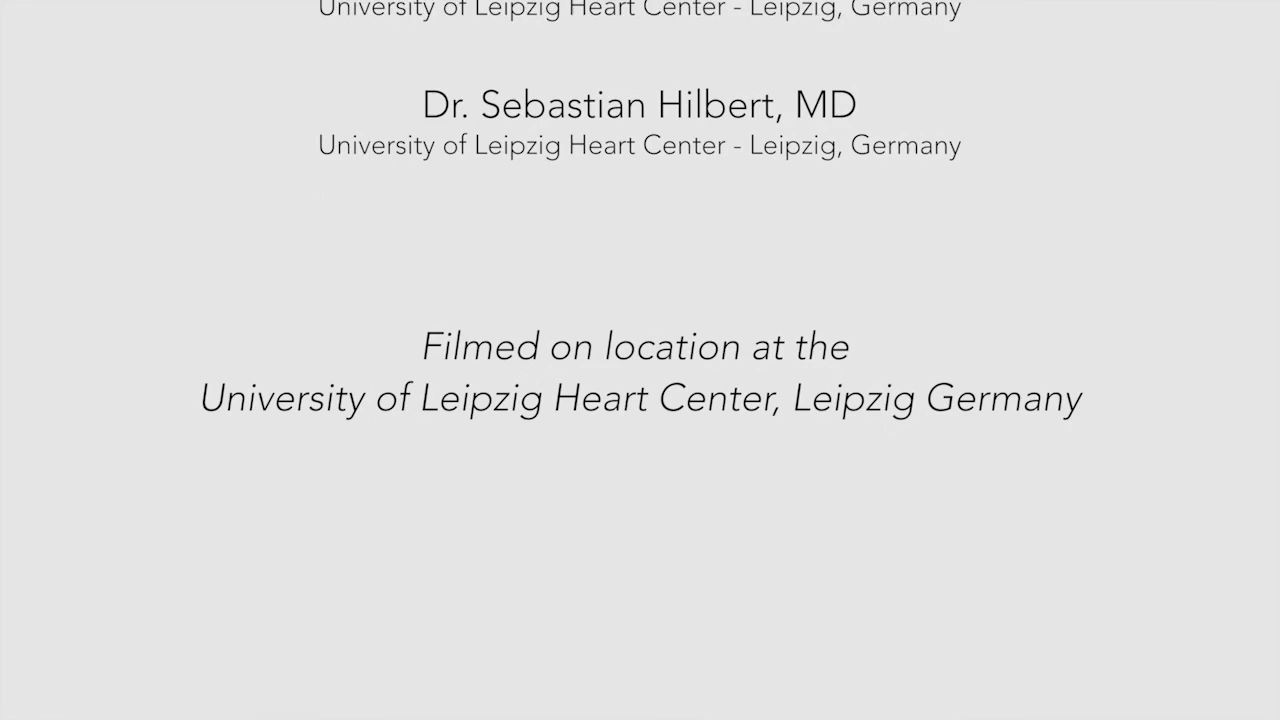 University of Leipzig Heart Center - Leipzig, Germany
Dr. Sebastian Hilbert, MD
University of Leipzig Heart Center - Leipzig, Germany
Filmed on location at the
University of Leipzig Heart Center, Leipzig Germany